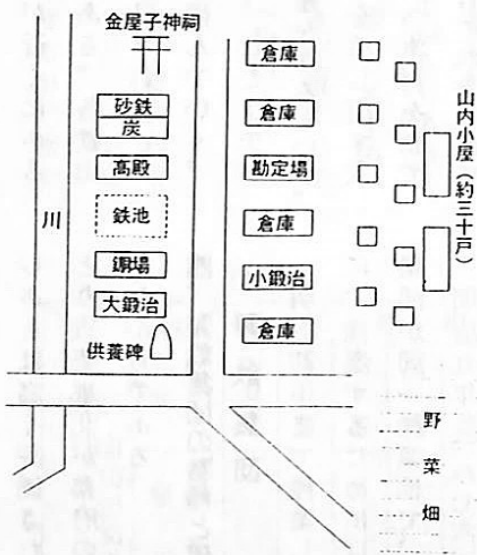 金屋子神祠
砂鉄
炭
高殿
鉄池
鋼場
大鍛治
供養碑
川
倉庫
倉庫
勘定場
倉庫
小鍛治
倉庫
山内小屋（約三十戸）
野菜畑